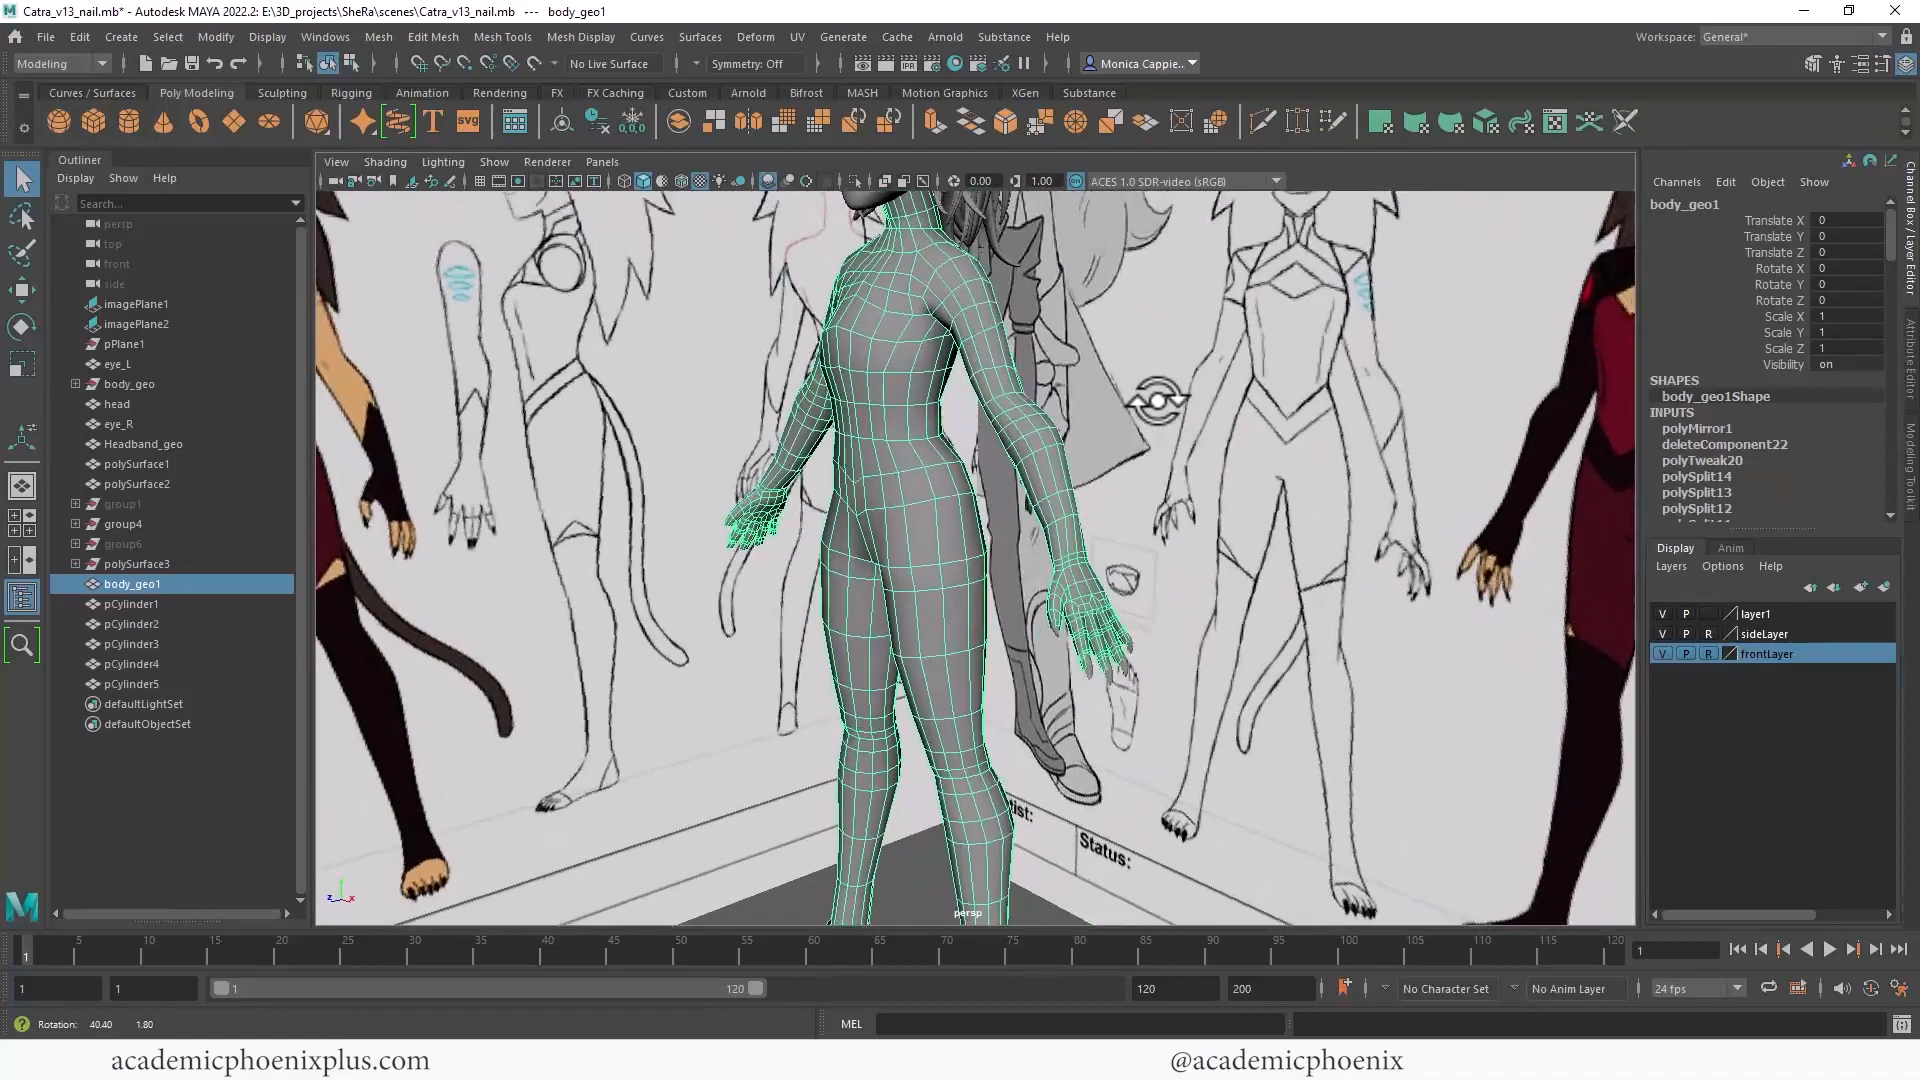 Catra_v13_nail.mb* - Autodesk MAYA 2022.2: E:\3D_projects\SheRa\scenes\Catra_v13_nail.mb --- body_geo1
File Edit Create Select Modify Display Windows Mesh Edit Mesh Mesh Tools Mesh Display Curves Surfaces Deform UV Generate Cache Arnold Substance Help
Workspace: General*
Modeling No Live Surface Symmetry: Off Monica Cappie..
Curves / Surfaces Poly Modeling Sculpting Rigging Animation Rendering FX FX Caching Custom Arnold Bifrost MASH Motion Graphics XGen Substance
Outliner
Display Show Help
Search...
persp
top
front
side
imagePlane1
imagePlane2
pPlane1
eye_L
body_geo
head
eye_R
Headband_geo
polySurface1
polySurface2
group1
group4
group6
polySurface3
body_geo1
pCylinder1
pCylinder2
pCylinder3
pCylinder4
pCylinder5
defaultLightSet
defaultObjectSet
View Shading Lighting Show Renderer Panels
0.00 1.00 ACES 1.0 SDR-video (sRGB)
Status:
persp
Channels Edit Object Show
body_geo1
Translate X 0
Translate Y 0
Translate Z 0
Rotate X 0
Rotate Y 0
Rotate Z 0
Scale X 1
Scale Y 1
Scale Z 1
Visibility on
SHAPES
body_geo1Shape
INPUTS
polyMirror1
deleteComponent22
polyTweak20
polySplit14
polySplit13
polySplit12
Display Anim
Layers Options Help
V P layer1
V P R sideLayer
V P R frontLayer
Channel Box / Layer Editor
Attribute Editor
Modeling Toolkit
5 10 15 20 25 30 35 40 45 50 55 60 65 70 75 80 85 90 95 100 105 110 115 120
1
1
1 1 1 120 120 200 No Character Set No Anim Layer 24 fps
Rotation: 40.40 1.80 MEL
academicphoenixplus.com @academicphoenix